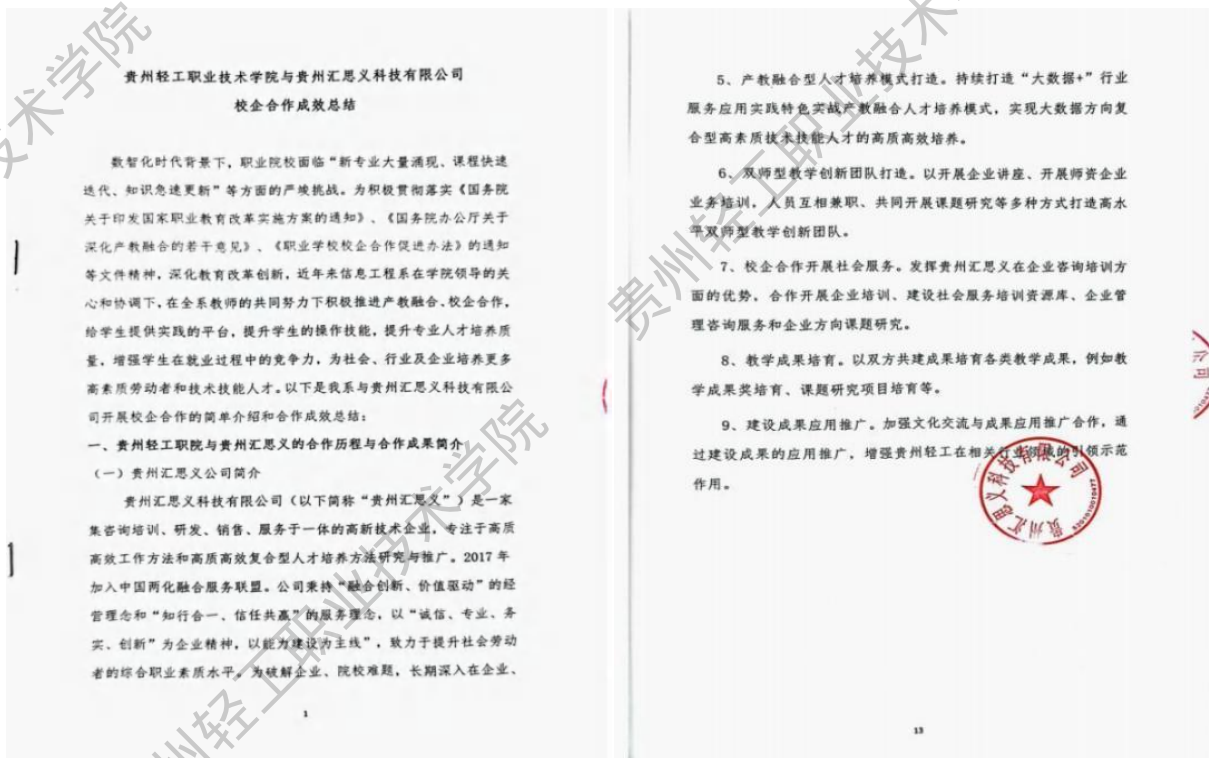 贵州轻工职业技术学院与贵州汇思义科技有限公司
校企合作成效总结
数智化时代背景下，职业院校面临“新专业大量涌现、课程快速
迭代、知识急速更新”等方面的严峻挑战。为积极贯彻落实《国务院
关于印发国家职业教育改革实施方案的通知》、《国务院办公厅关于
深化产教融合的若干意见》、《职业学校校企合作促进办法》的通知
等文件精神，深化教育改革创新，近年来信息工程系在学院领导的关
心和协调下，在全系教师的共同努力下积极推进产教融合、校企合作，
给学生提供实践的平台，提升学生的操作技能，提升专业人才培养质
量，增强学生在就业过程中的竞争力，为社会、行业及企业培养更多
高素质劳动者和技术技能人才。以下是我系与贵州汇思义科技有限公
司开展校企合作的简单介绍和合作成效总结：
一、贵州轻工职院与贵州汇思义的合作历程与合作成果简介
（一）贵州汇思义公司简介
贵州汇思义科技有限公司（以下简称“贵州汇思义”）是一家
集咨询培训、研发、销售、服务于一体的高新技术企业，专注于高质
高效工作方法和高质高效复合型人才培养方法研究与推广。2017 年
加入中国两化融合服务联盟。公司秉持“融合创新、价值驱动”的经
营理念和“知行合一、信任共赢”的服务理念，以“诚信、专业、务
实、创新”为企业精神，以能力建设为主线”，致力于提升社会劳动
者的综合职业素质水平。为破解企业、院校难题，长期深入在企业、
1
5、产教融合型人才培养模式打造。持续打造“大数据+”行业
服务应用实践特色实战产教融合人才培养模式，实现大数据方向复
合型高素质技术技能人才的高质高效培养。
6、双师型教学创新团队打造。以开展企业讲座、开展师资企业
业务培训，人员互相兼职、共同开展课题研究等多种方式打造高水
平双师型教学创新团队。
7、校企合作开展社会服务。发挥贵州汇思义在企业咨询培训方
面的优势，合作开展企业培训、建设社会服务培训资源库、企业管
理咨询服务和企业方向课题研究。
8、教学成果培育。以双方共建成果培育各类教学成果，例如教
学成果奖培育、课题研究项目培育等。
9、建设成果应用推广。加强文化交流与成果应用推广合作，通
过建设成果的应用推广，增强贵州轻工在相关行业领域的引领示范
作用。
贵州汇思义科技有限公司
13
贵州轻工职业技术学院